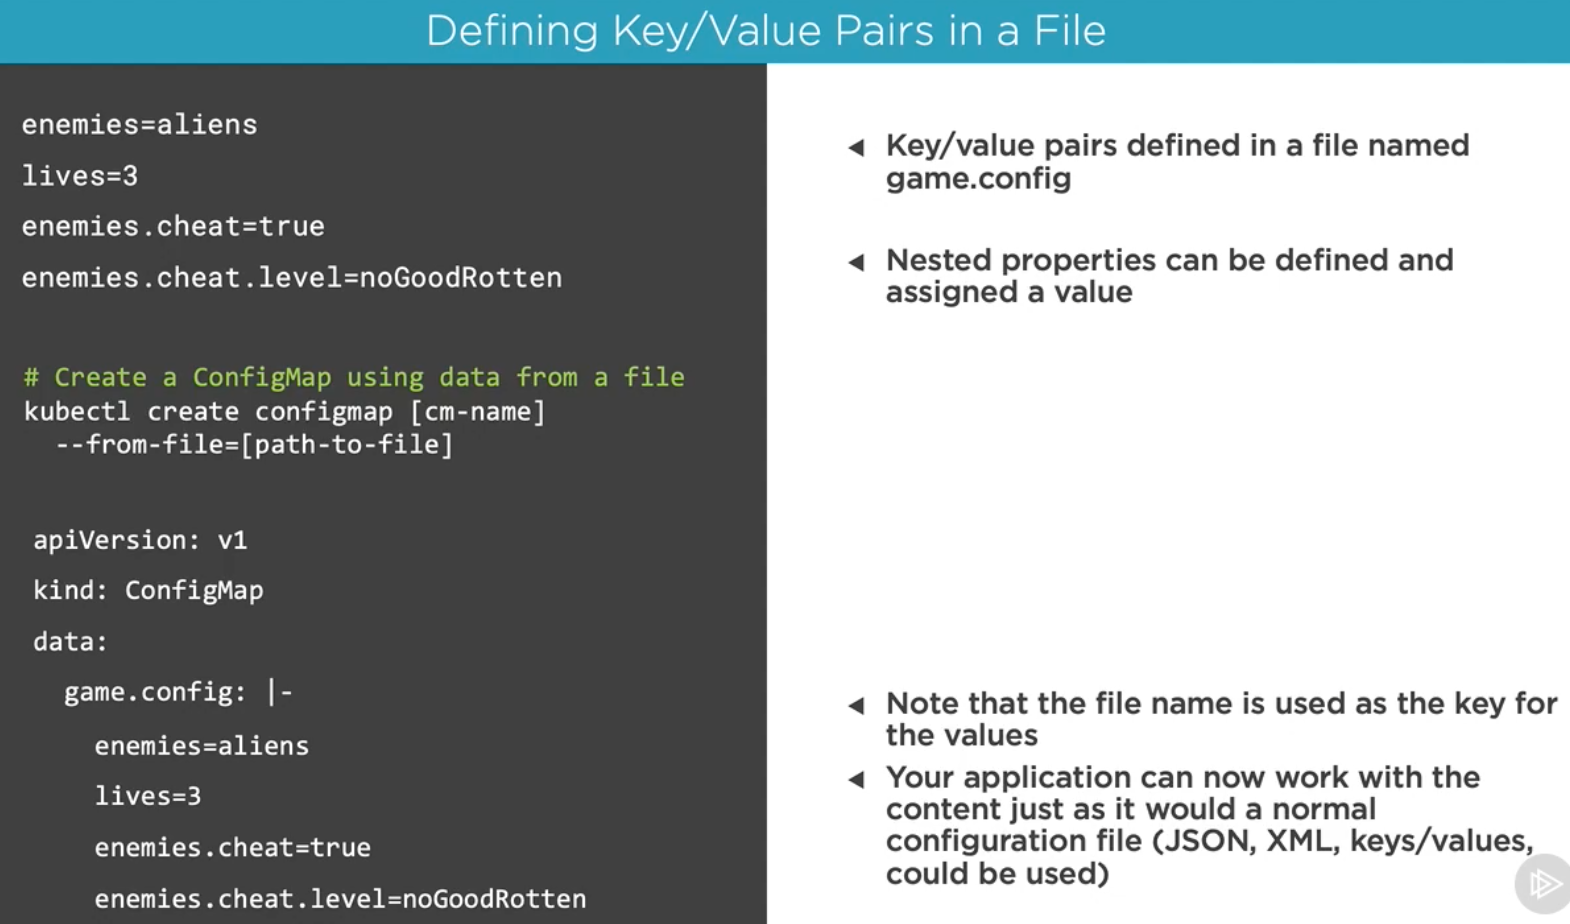 Defining Key/Value Pairs in a File
enemies=aliens
lives=3
enemies.cheat=true
enemies.cheat.level=noGoodRotten
# Create a ConfigMap using data from a file
kubectl create configmap [cm-name]
--from-file=[path-to-file]
apiVersion: v1
kind: ConfigMap
data:
game.config: |-
enemies=aliens
lives=3
enemies.cheat=true
enemies.cheat.level=noGoodRotten
Key/value pairs defined in a file named
game.config
Nested properties can be defined and
assigned a value
Note that the file name is used as the key for
the values
Your application can now work with the
content just as it would a normal
configuration file (JSON, XML, keys/values,
could be used)